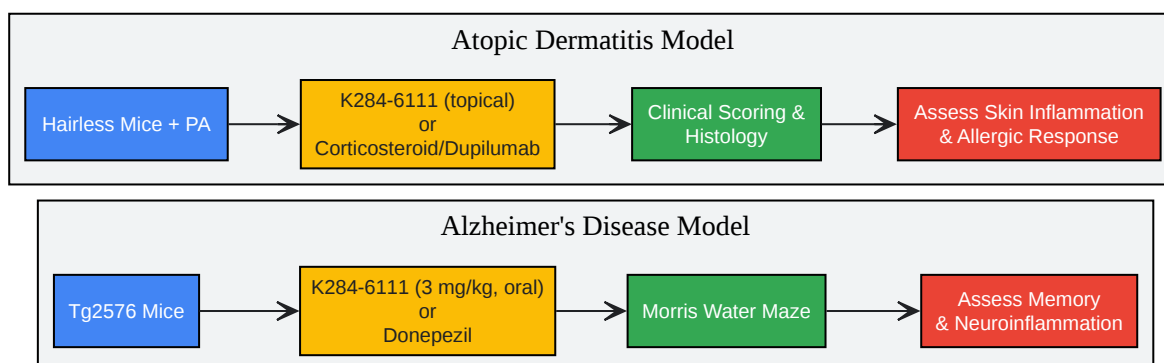 Atopic Dermatitis Model
Hairless Mice + PA
K284-6111 (topical)
or
Corticosteroid/Dupilumab
Clinical Scoring &
Histology
Assess Skin Inflammation
& Allergic Response
Alzheimer's Disease Model
Tg2576 Mice
K284-6111 (3 mg/kg, oral)
or
Donepezil
Morris Water Maze
Assess Memory
& Neuroinflammation